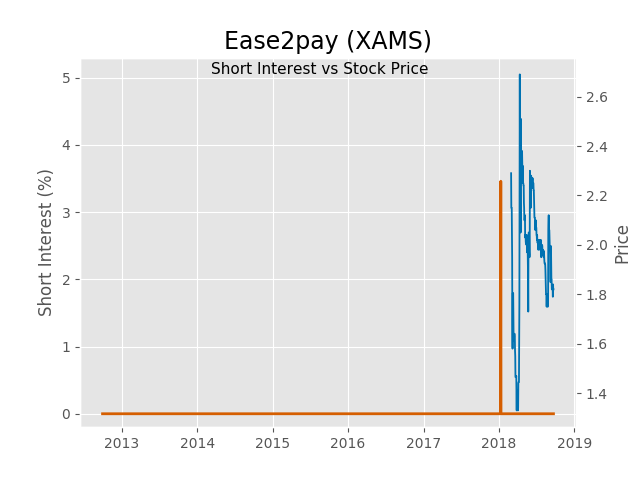 Ease2pay (XAMS)
Short Interest vs Stock Price
Short Interest (%)
5
4
3
2
1
0
2.6
2.4
2.2
2.0
1.8
1.6
1.4
Price
2013 2014 2015 2016 2017 2018 2019